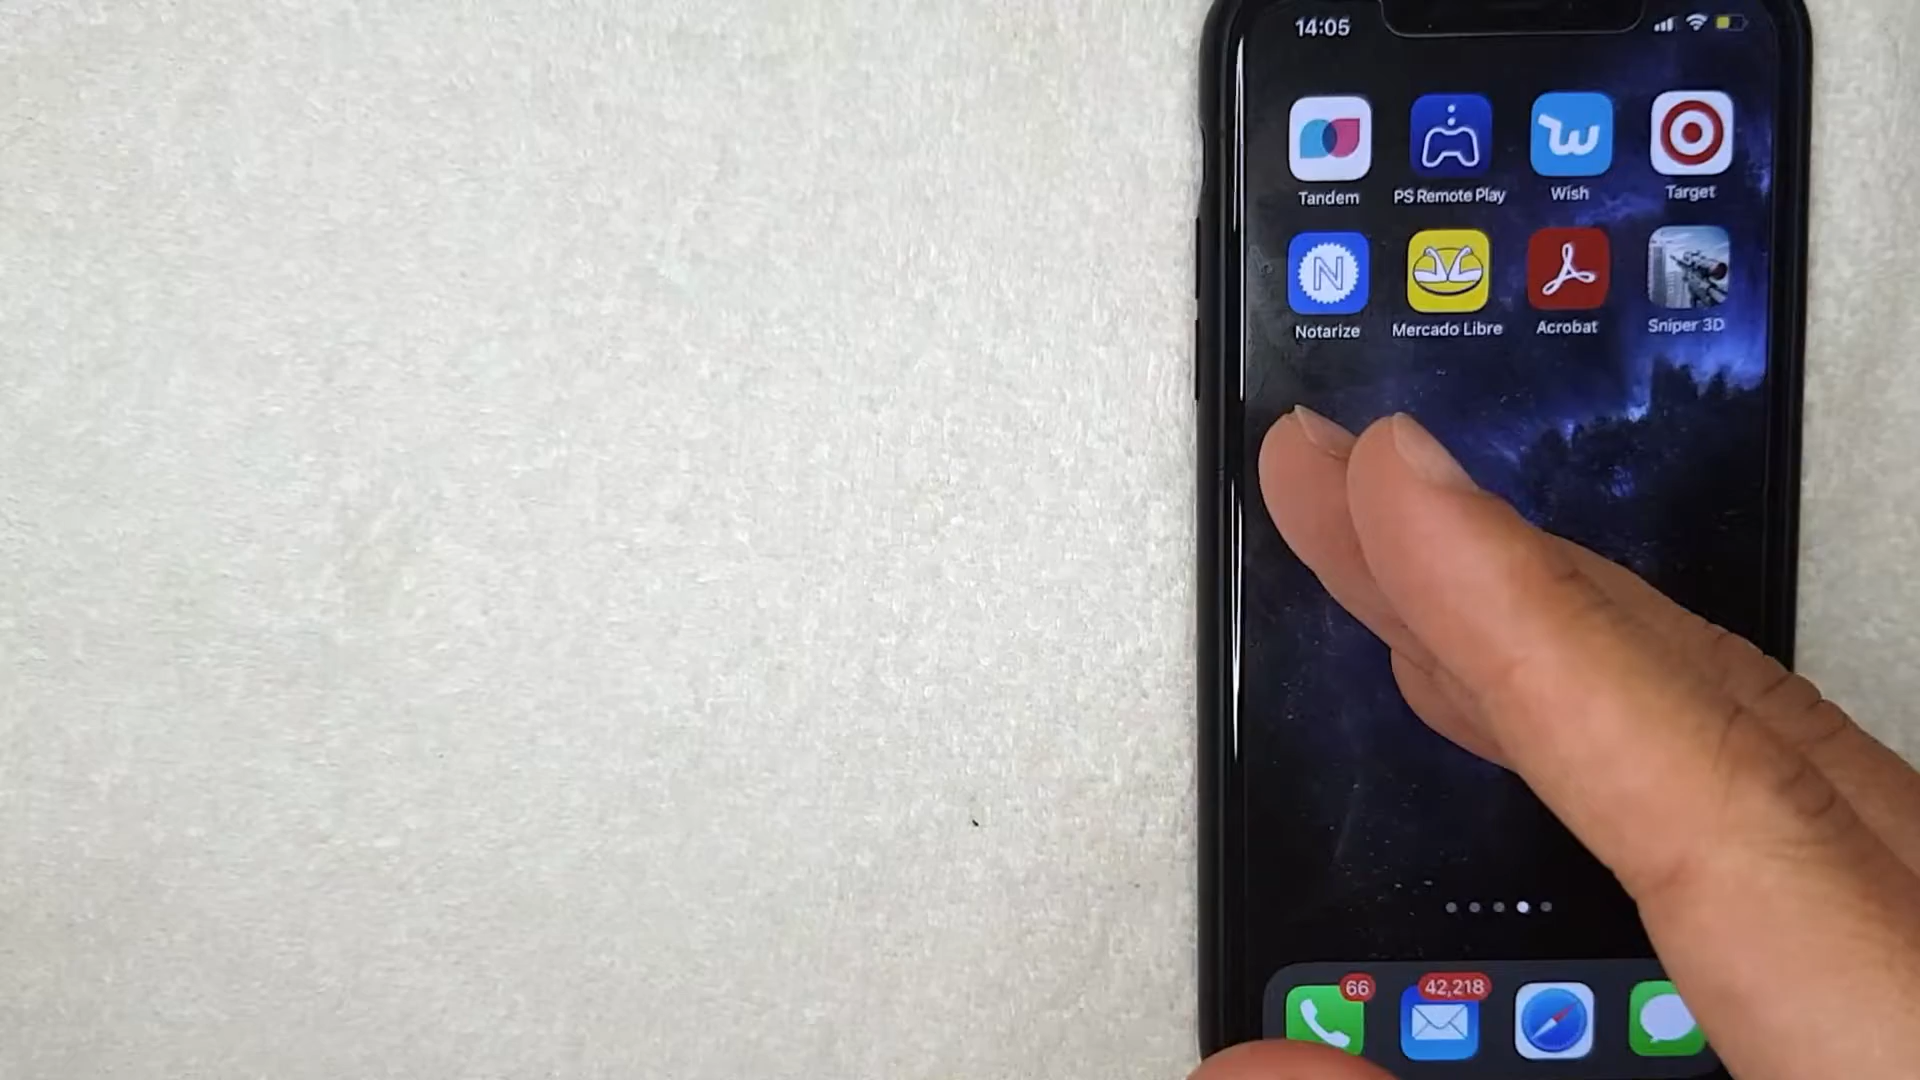 14:05
Tandem
PS Remote Play
Wish
Target
N
Notarize
Mercado Libre
Acrobat
Sniper 3D
66
42,218